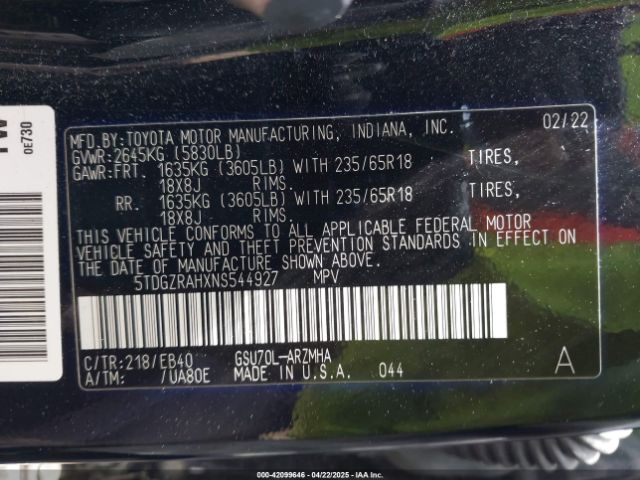 0E730
MFD.BY:TOYOTA MOTOR MANUFACTURING, INDIANA, INC. 02/22
GVWR:2645KG (5830LB)
GAWR:FRT. 1635KG (3605LB) WITH 235/65R18 TIRES,
18X8J RIMS.
RR. 1635KG (3605LB) WITH 235/65R18 TIRES,
18X8J RIMS.
THIS VEHICLE CONFORMS TO ALL APPLICABLE FEDERAL MOTOR
VEHICLE SAFETY AND THEFT PREVENTION STANDARDS IN EFFECT ON
THE DATE OF MANUFACTURE SHOWN ABOVE.
5TDGZRAHXNS544927 MPV
C/TR:218/EB40 GSU70L-ARZMHA
A/TM: /UA80E MADE IN U.S.A. 044 A
000-42099646 - 04/22/2025 - IAA Inc.